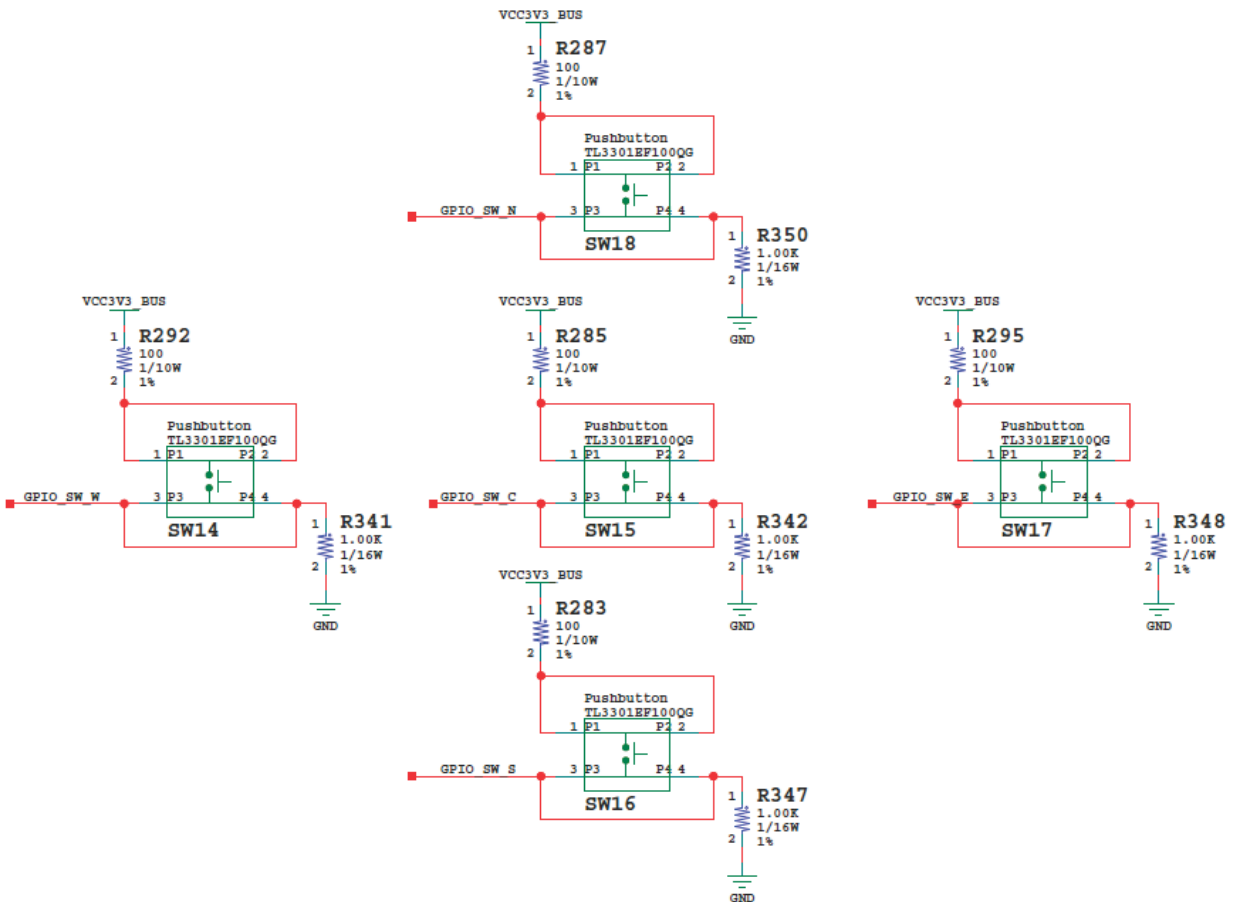 VCC3V3_BUS
1 R287
100
1/10W
2 1%
Pushbutton
TL3301EF100QG
1 P1 P2 2
GPIO_SW_N 3 P3 P4 4
SW18
1 R350
1.00K
1/16W
2 1%
GND
VCC3V3_BUS
1 R292
100
1/10W
2 1%
Pushbutton
TL3301EF100QG
1 P1 P2 2
GPIO_SW_W 3 P3 P4 4
SW14
1 R341
1.00K
1/16W
2 1%
GND
VCC3V3_BUS
1 R285
100
1/10W
2 1%
Pushbutton
TL3301EF100QG
1 P1 P2 2
GPIO_SW_C 3 P3 P4 4
SW15
1 R342
1.00K
1/16W
2 1%
GND
VCC3V3_BUS
1 R295
100
1/10W
2 1%
Pushbutton
TL3301EF100QG
1 P1 P2 2
GPIO_SW_E 3 P3 P4 4
SW17
1 R348
1.00K
1/16W
2 1%
GND
VCC3V3_BUS
1 R283
100
1/10W
2 1%
Pushbutton
TL3301EF100QG
1 P1 P2 2
GPIO_SW_S 3 P3 P4 4
SW16
1 R347
1.00K
1/16W
2 1%
GND